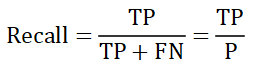 Recall = TP / (TP + FN) = TP / P